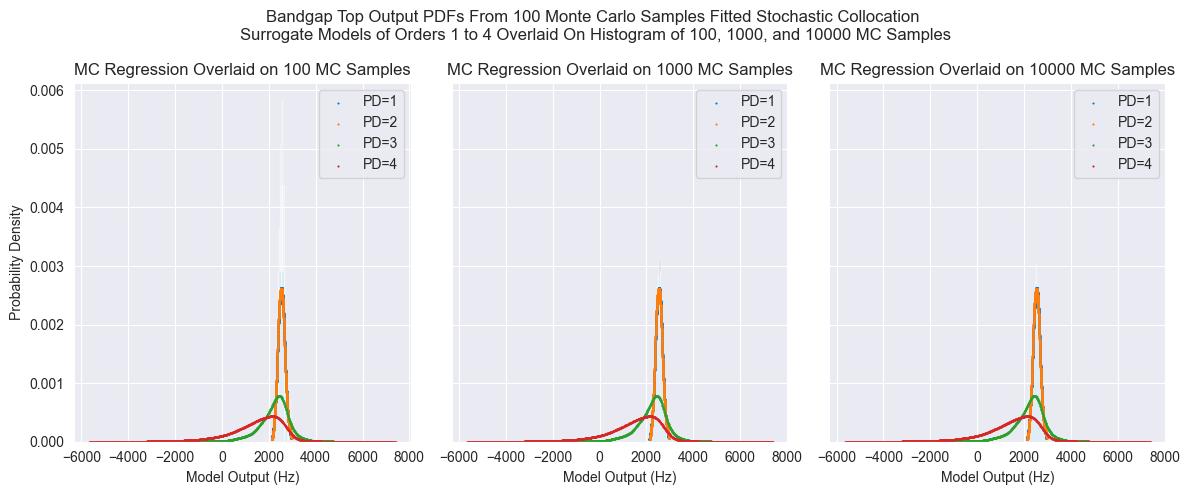 Bandgap Top Output PDFs From 100 Monte Carlo Samples Fitted Stochastic Collocation
Surrogate Models of Orders 1 to 4 Overlaid On Histogram of 100, 1000, and 10000 MC Samples
MC Regression Overlaid on 100 MC Samples
MC Regression Overlaid on 1000 MC Samples
MC Regression Overlaid on 10000 MC Samples
Probability Density
0.006
0.005
0.004
0.003
0.002
0.001
0.000
PD=1
PD=2
PD=3
PD=4
PD=1
PD=2
PD=3
PD=4
PD=1
PD=2
PD=3
PD=4
−6000 −4000 −2000 0 2000 4000 6000 8000
−6000 −4000 −2000 0 2000 4000 6000 8000
−6000 −4000 −2000 0 2000 4000 6000 8000
Model Output (Hz)
Model Output (Hz)
Model Output (Hz)